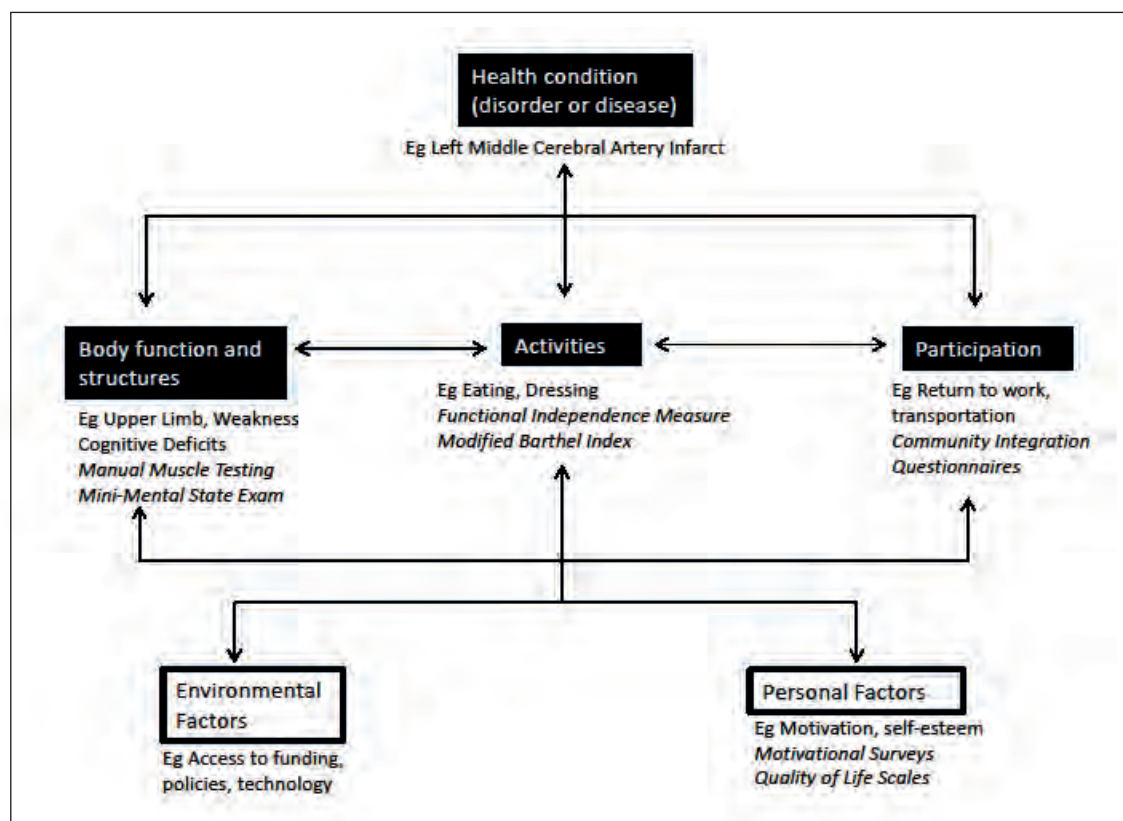 Health condition
(disorder or disease)
Eg Left Middle Cerebral Artery Infarct
Body function and
structures
Eg Upper Limb, Weakness
Cognitive Deficits
Manual Muscle Testing
Mini-Mental State Exam
Activities
Eg Eating, Dressing
Functional Independence Measure
Modified Barthel Index
Participation
Eg Return to work,
transportation
Community Integration
Questionnaires
Environmental
Factors
Eg Access to funding,
policies, technology
Personal Factors
Eg Motivation, self-esteem
Motivational Surveys
Quality of Life Scales